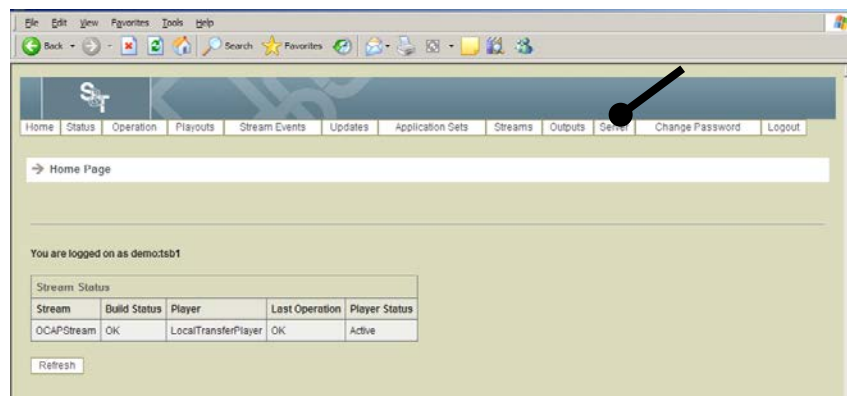 File Edit View Favorites Tools Help
Back Search Favorites
S&T
Home Status Operation Playouts Stream Events Updates Application Sets Streams Outputs Server Change Password Logout
Home Page
You are logged on as demo:tsb1
Stream Status
Stream Build Status Player Last Operation Player Status
OCAPStream OK LocalTransferPlayer OK Active
Refresh